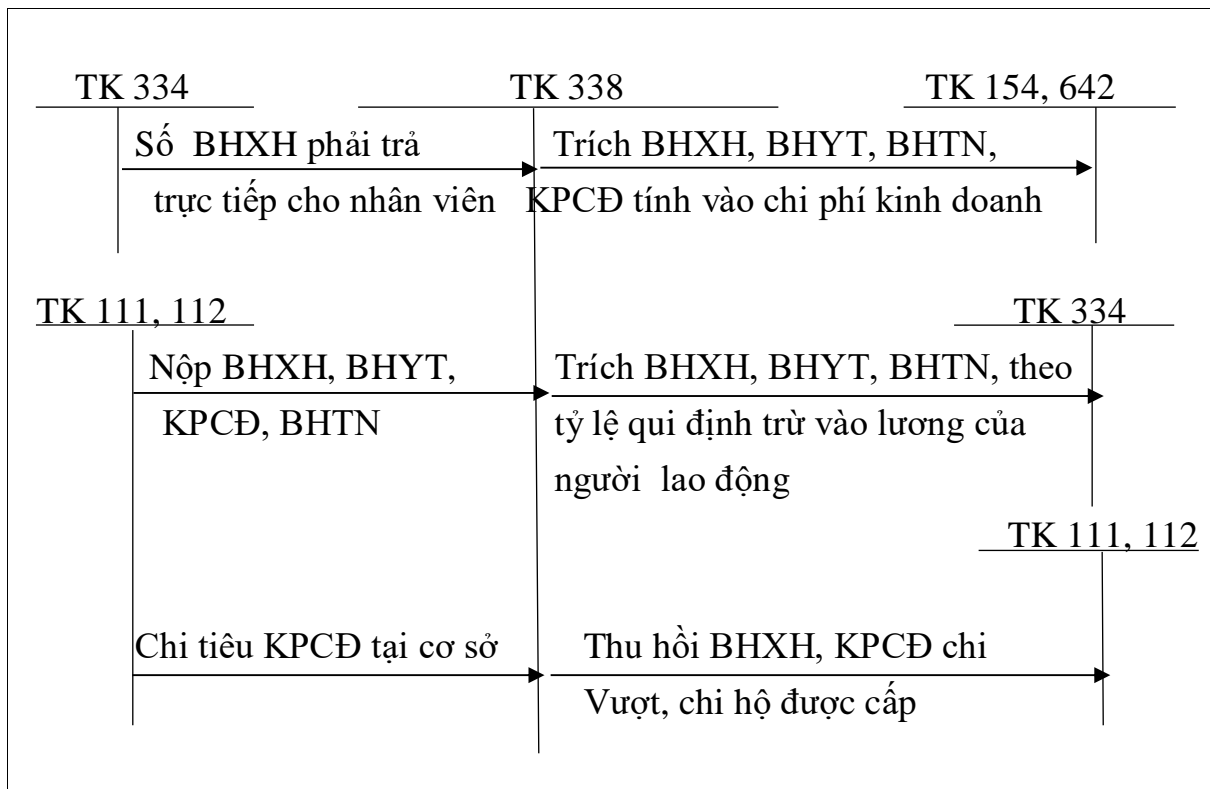 TK 334
TK 338
TK 154, 642
Số BHXH phải trả
trực tiếp cho nhân viên
Trích BHXH, BHYT, BHTN,
KPCĐ tính vào chi phí kinh doanh
TK 111, 112
TK 334
Nộp BHXH, BHYT,
KPCĐ, BHTN
Trích BHXH, BHYT, BHTN, theo
tỷ lệ qui định trừ vào lương của
người lao động
TK 111, 112
Chi tiêu KPCĐ tại cơ sở
Thu hồi BHXH, KPCĐ chi
Vượt, chi hộ được cấp